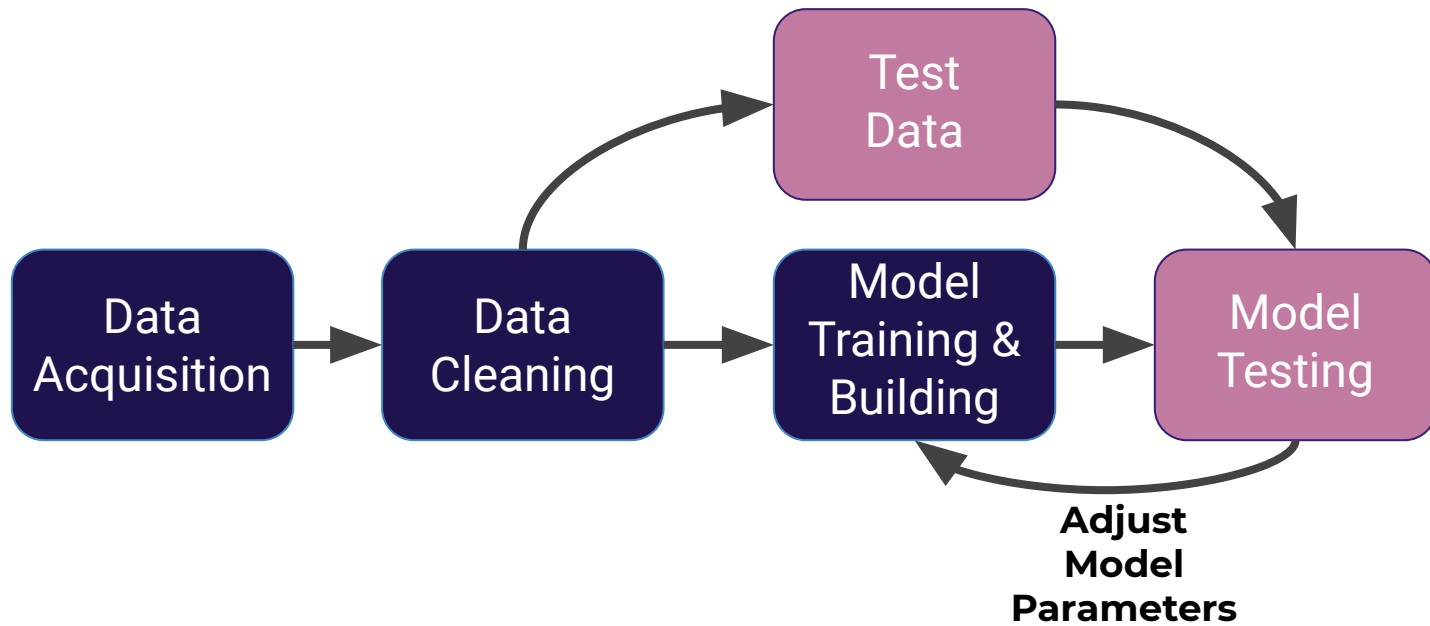 Test
Data
Data
Acquisition
Data
Cleaning
Model
Training &
Building
Model
Testing
Adjust
Model
Parameters